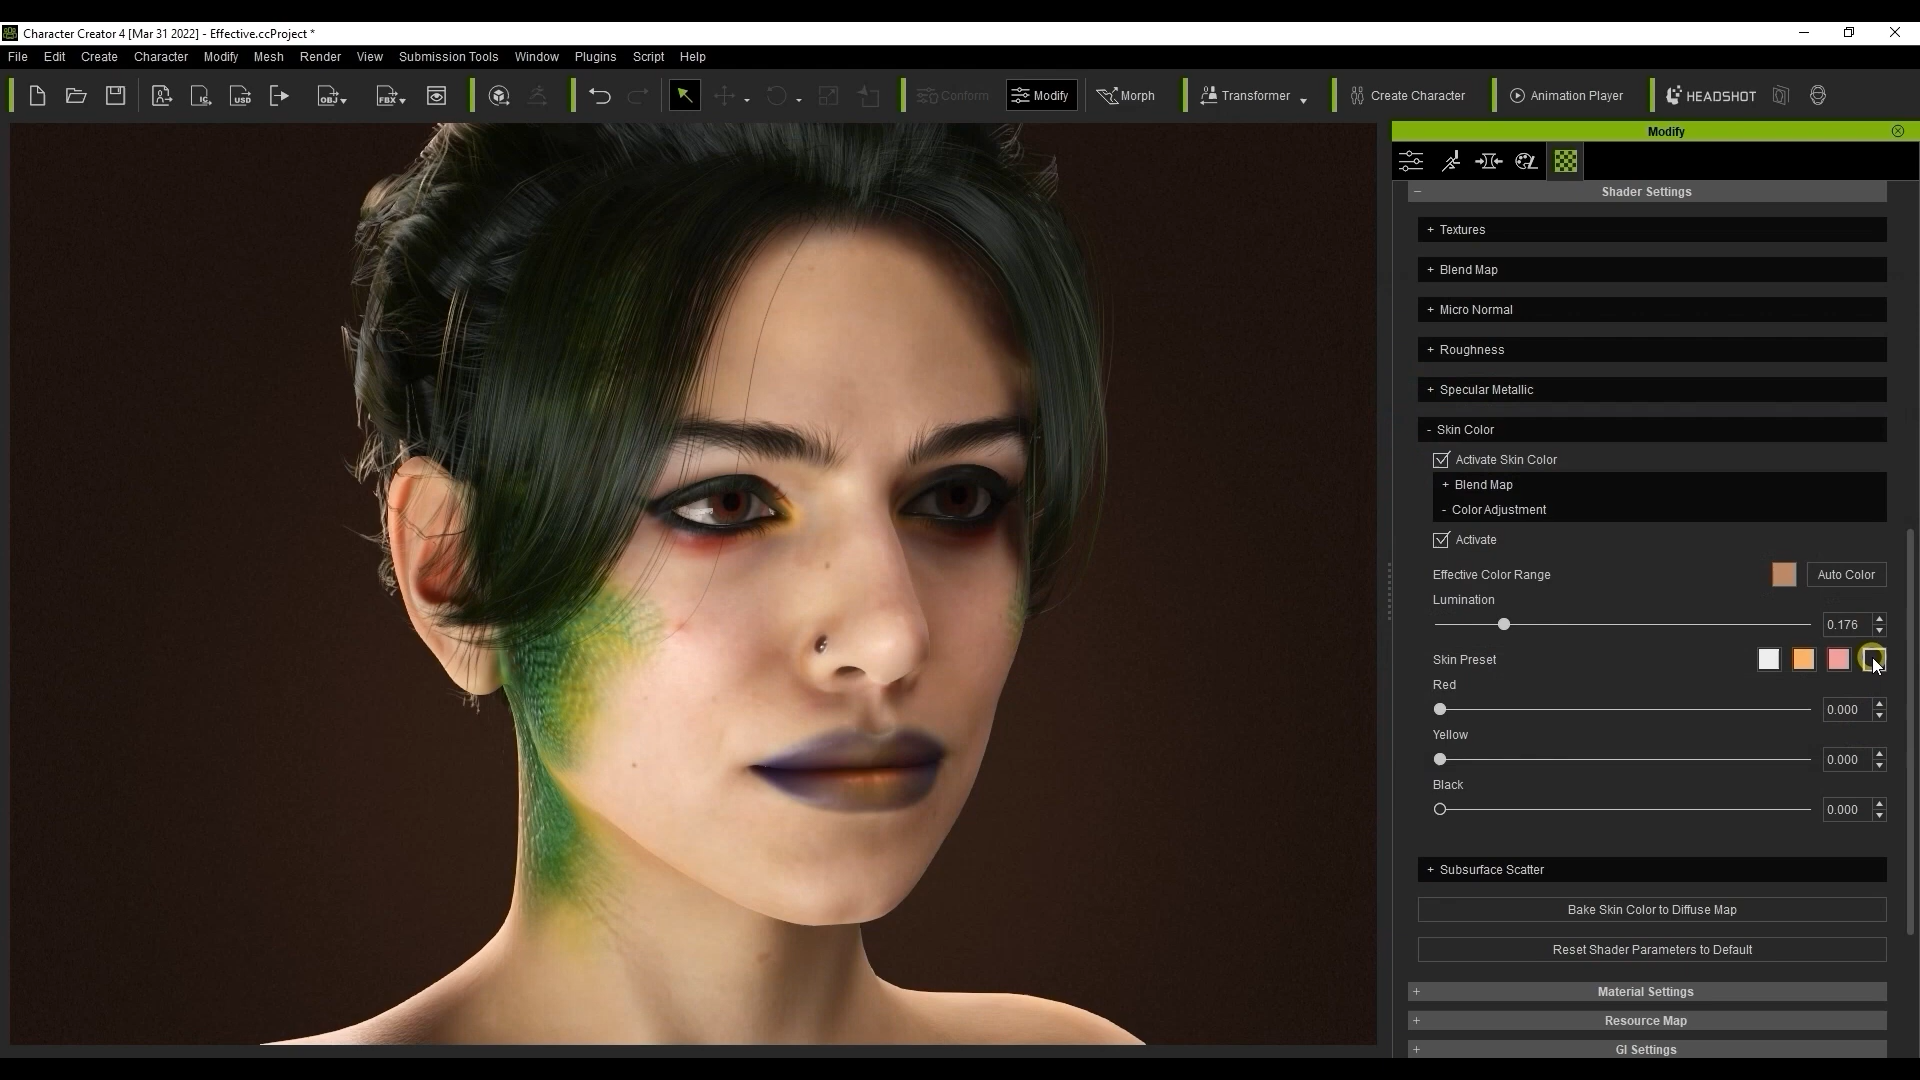 Character Creator 4 [Mar 31 2022] - Effective.ccProject *
File Edit Create Character Modify Mesh Render View Submission Tools Window Plugins Script Help
OBJ FBX IC USD Conform Modify Morph Transformer Create Character Animation Player HEADSHOT
Modify
Shader Settings
+ Textures
+ Blend Map
+ Micro Normal
+ Roughness
+ Specular Metallic
- Skin Color
Activate Skin Color
+ Blend Map
- Color Adjustment
Activate
Effective Color Range Auto Color
Lumination
0.176
Skin Preset
Red
0.000
Yellow
0.000
Black
0.000
+ Subsurface Scatter
Bake Skin Color to Diffuse Map
Reset Shader Parameters to Default
+ Material Settings
+ Resource Map
+ GI Settings